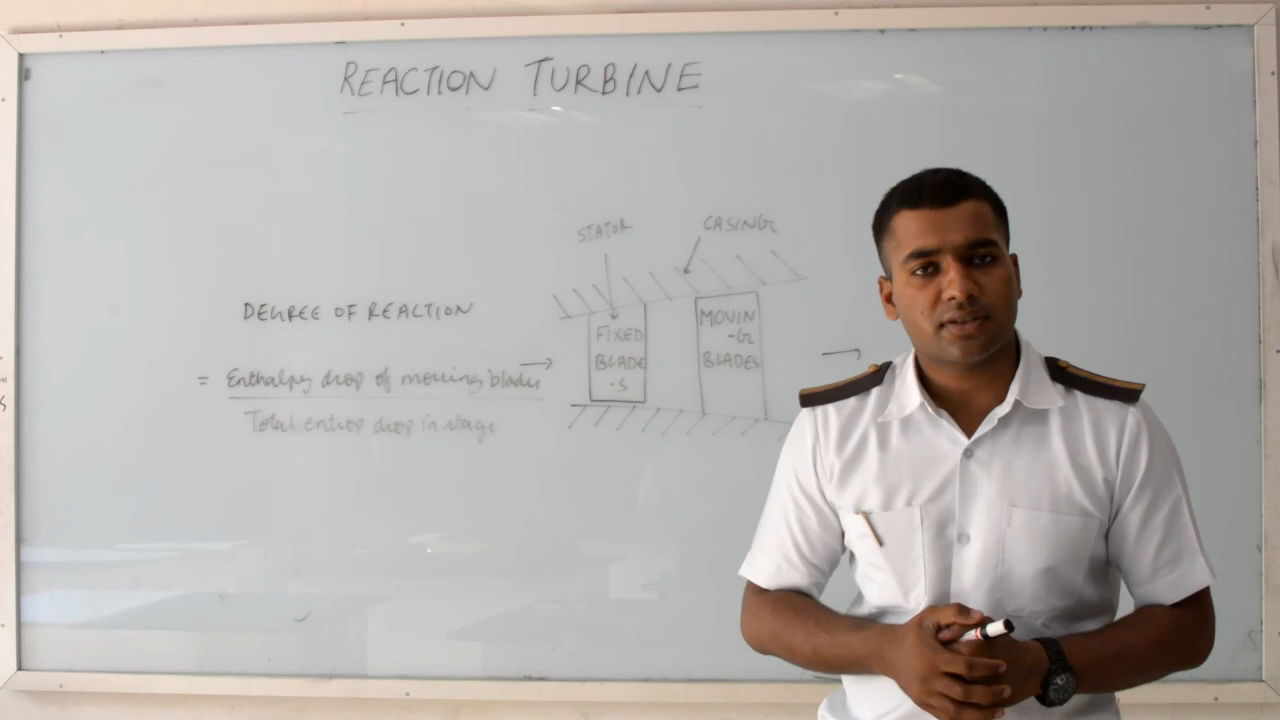 REACTION TURBINE
STATOR
CASING
DEGREE OF REACTION
= Enthalpy drop of moving blades
Total entrop drop in stage
FIXED
BLADE
-S
MOVIN
-G
BLADES